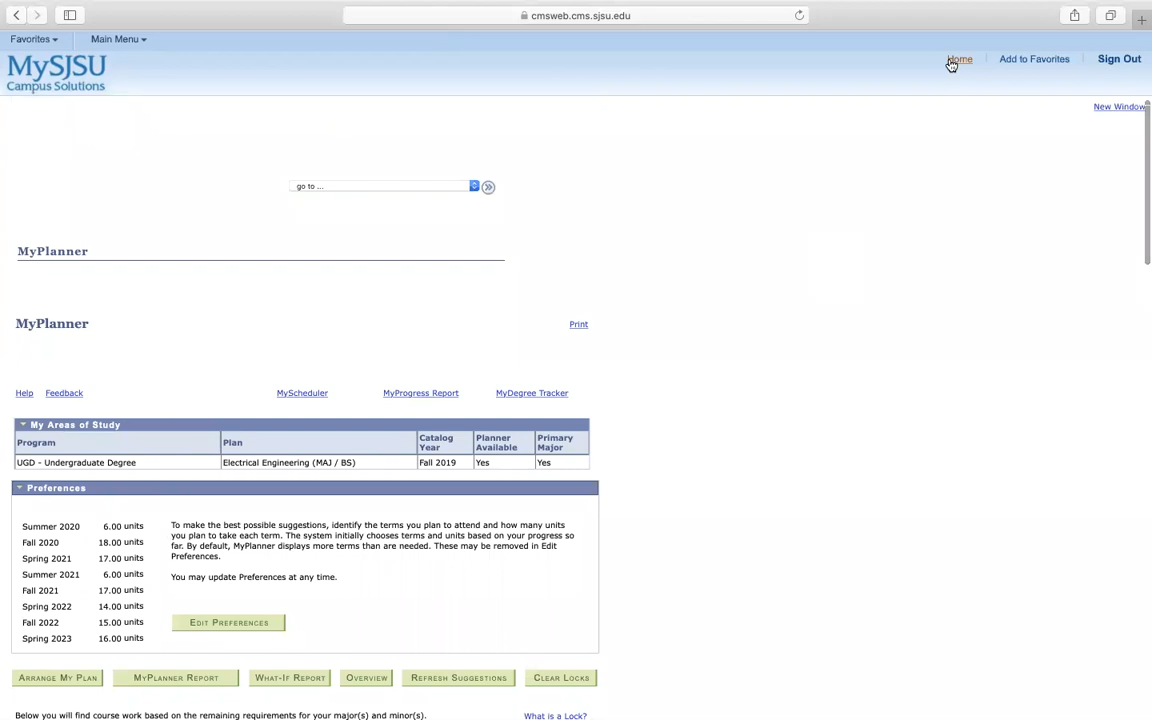 cmsweb.cms.sjsu.edu
Favorites
Main Menu
MySJSU
Campus Solutions
Home
Add to Favorites
Sign Out
New Window
go to ...
MyPlanner
MyPlanner
Print
Help
Feedback
MyScheduler
MyProgress Report
MyDegree Tracker
My Areas of Study
Program
Plan
Catalog Year
Planner Available
Primary Major
UGD - Undergraduate Degree
Electrical Engineering (MAJ / BS)
Fall 2019
Yes
Yes
Preferences
Summer 2020 6.00 units
Fall 2020 18.00 units
Spring 2021 17.00 units
Summer 2021 6.00 units
Fall 2021 17.00 units
Spring 2022 14.00 units
Fall 2022 15.00 units
Spring 2023 16.00 units
To make the best possible suggestions, identify the terms you plan to attend and how many units
you plan to take each term. The system initially chooses terms and units based on your progress so
far. By default, MyPlanner displays more terms than are needed. These may be removed in Edit
Preferences.
You may update Preferences at any time.
Edit Preferences
Arrange My Plan
MyPlanner Report
What-If Report
Overview
Refresh Suggestions
Clear Locks
Below you will find course work based on the remaining requirements for your major(s) and minor(s).
What is a Lock?